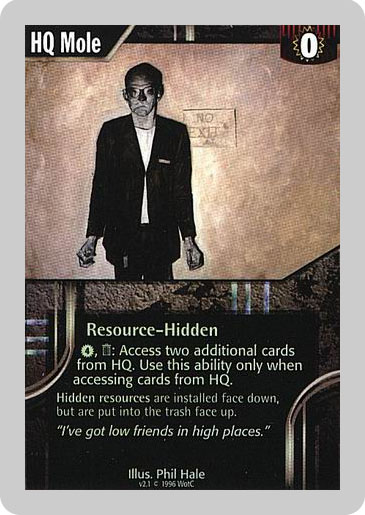 HQ Mole
0
NO
EXIT
Resource–Hidden
4, : Access two additional cards
from HQ. Use this ability only when
accessing cards from HQ.
Hidden resources are installed face down,
but are put into the trash face up.
"I've got low friends in high places."
Illus. Phil Hale
v2.1 © 1996 WotC